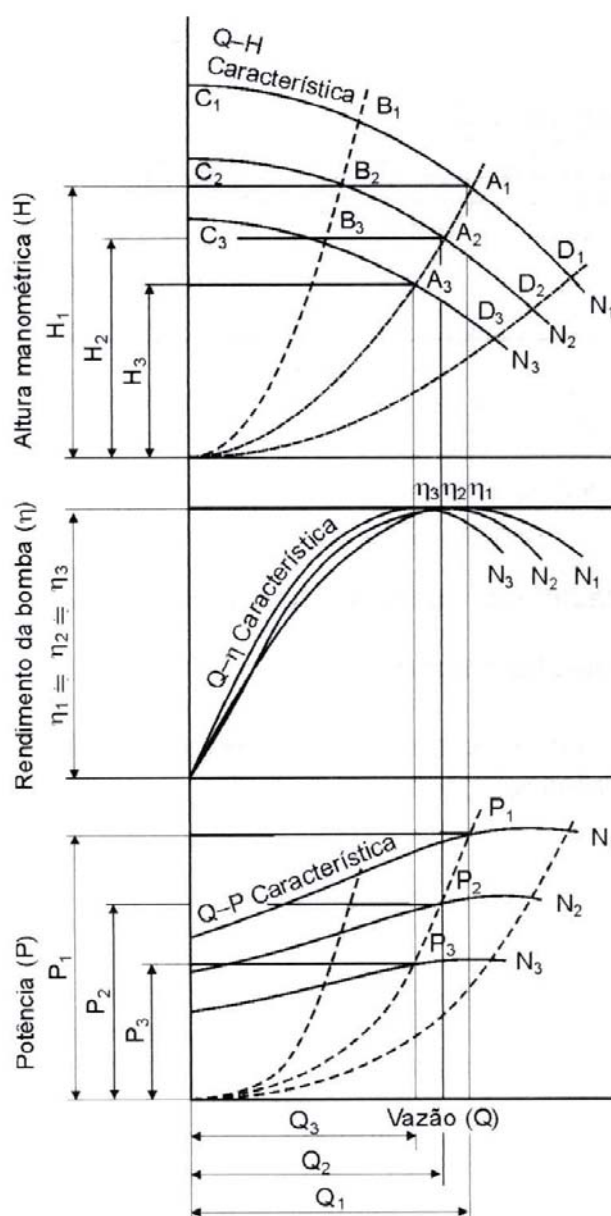 Q–H
Característica
C₁
B₁
C₂
B₂
A₁
C₃
B₃
A₂
A₃
D₁
D₂
D₃
N₁
N₂
N₃
Altura manométrica (H)
H₁
H₂
H₃
η₃ η₂ η₁
Q–η Característica
N₃ N₂ N₁
Rendimento da bomba (η)
η₁ ≒ η₂ ≒ η₃
P₁
N
Q–P Característica
P₂
N₂
P₃
N₃
Potência (P)
P₁
P₂
P₃
Q₃
Vazão (Q)
Q₂
Q₁